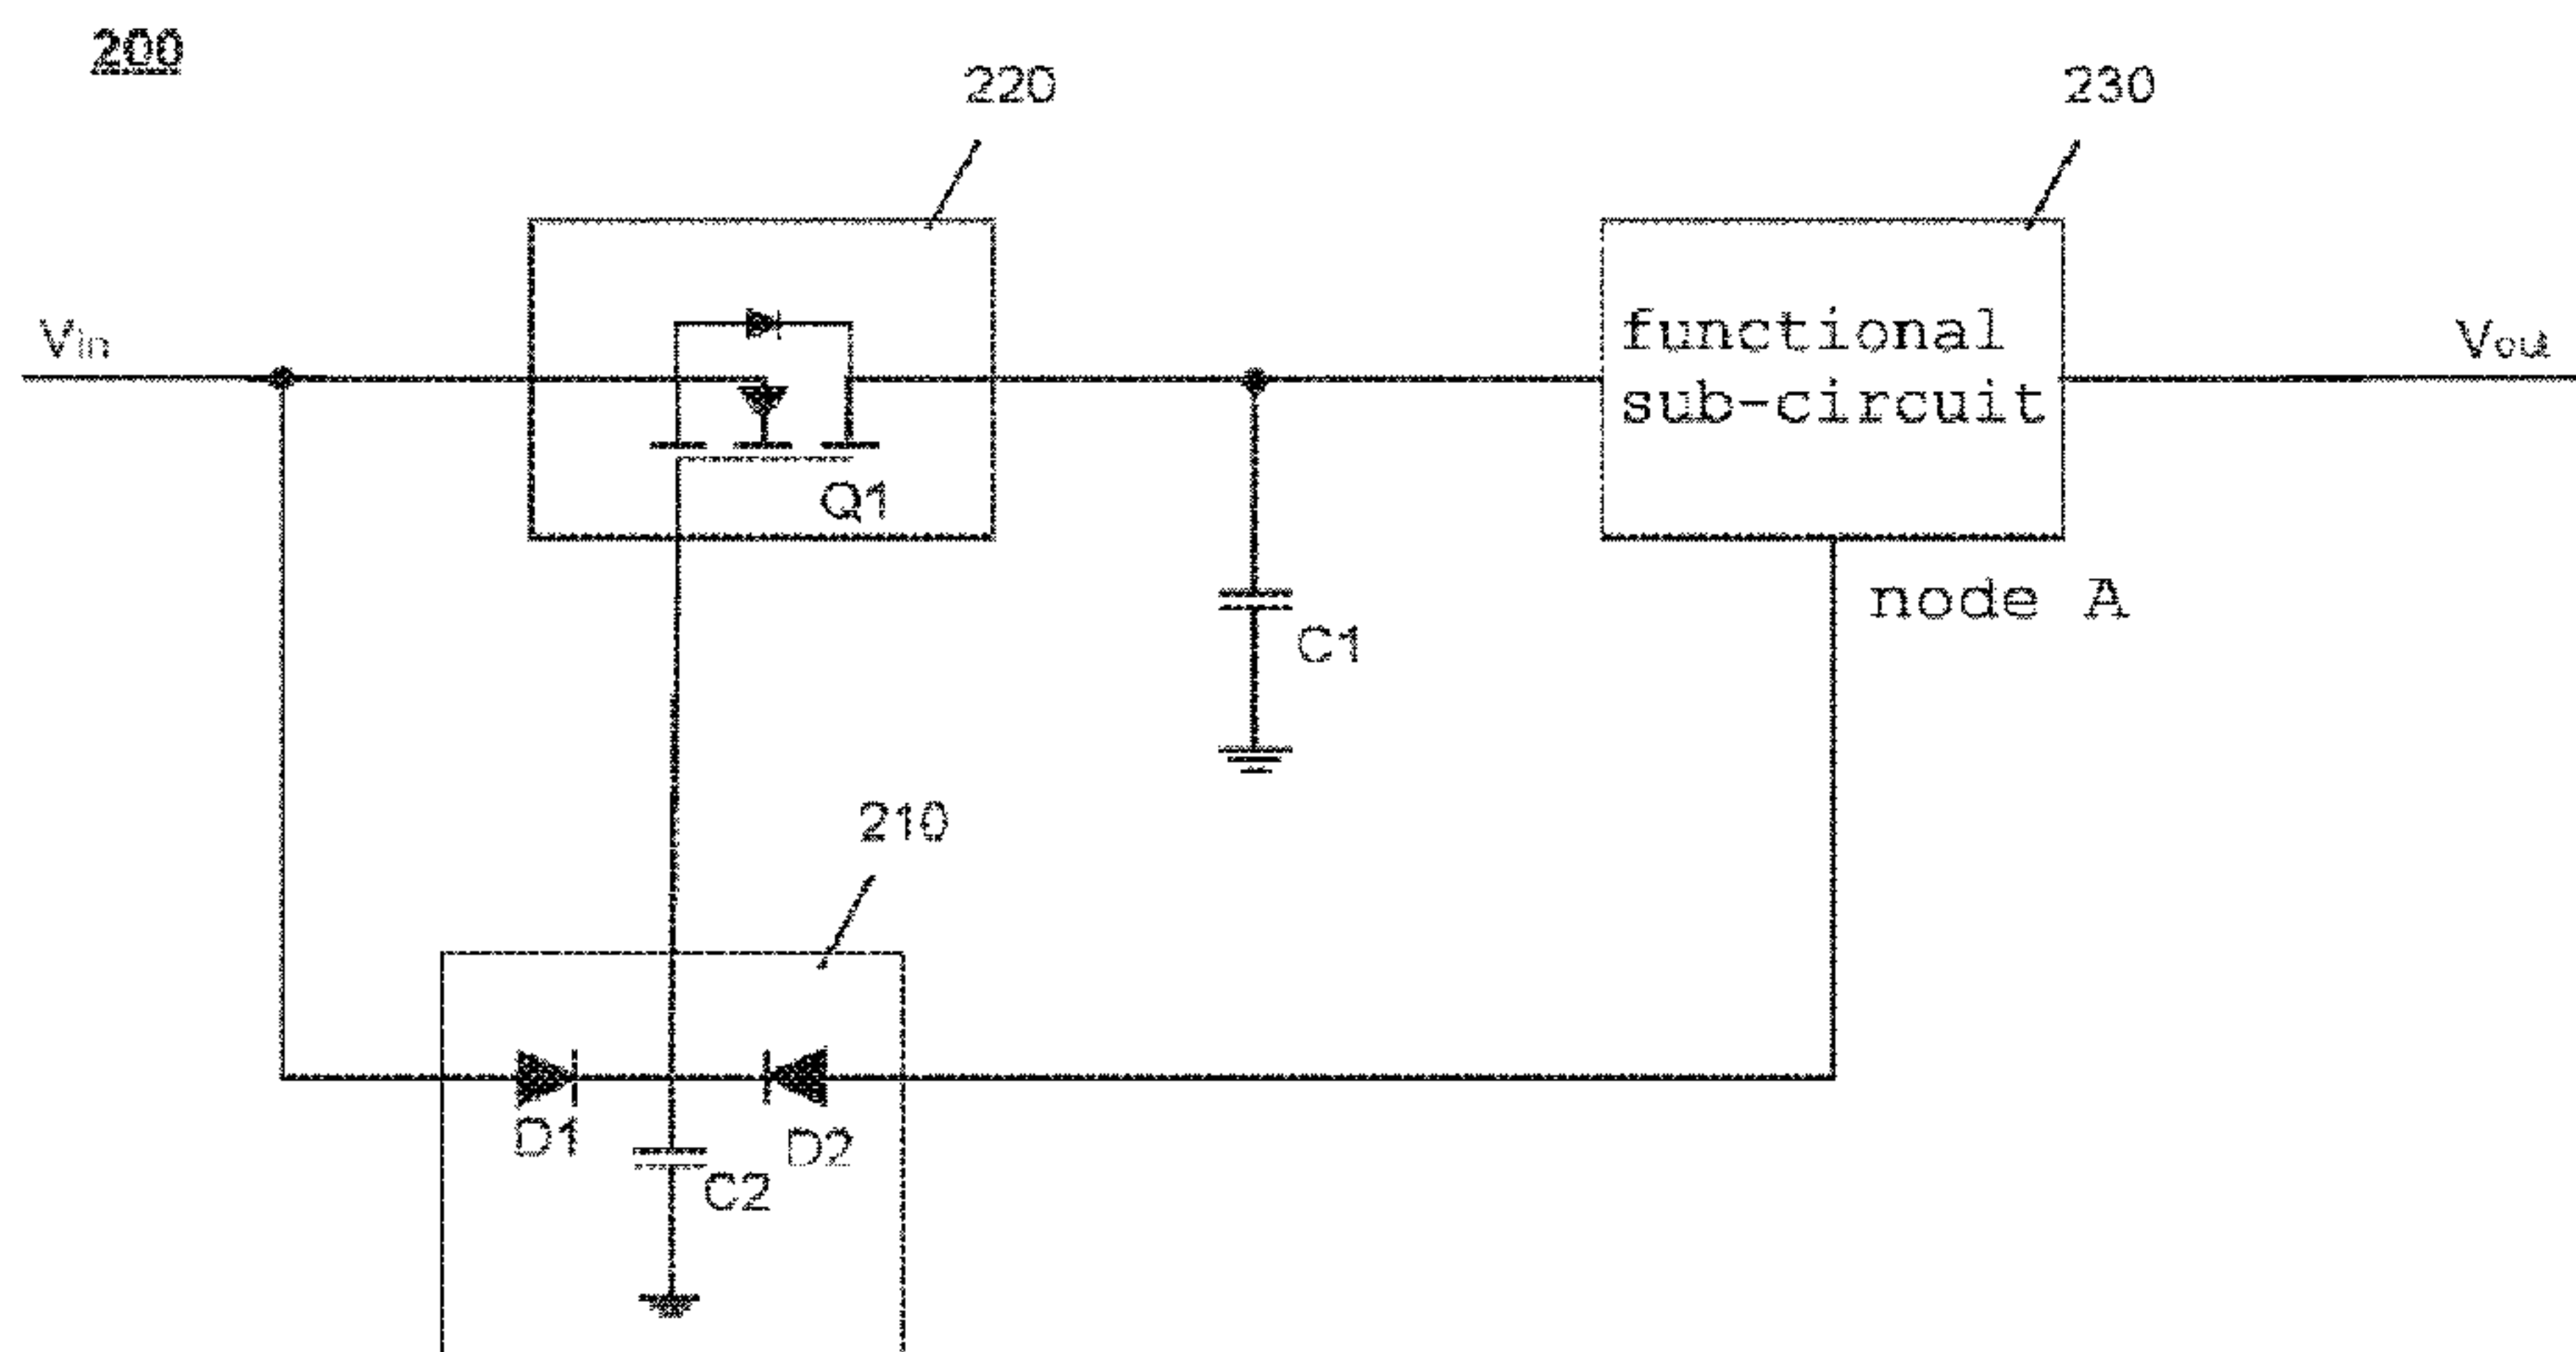 200
220
230
Vin
functional
sub-circuit
Vout
Q1
node A
C1
210
D1
D2
C2